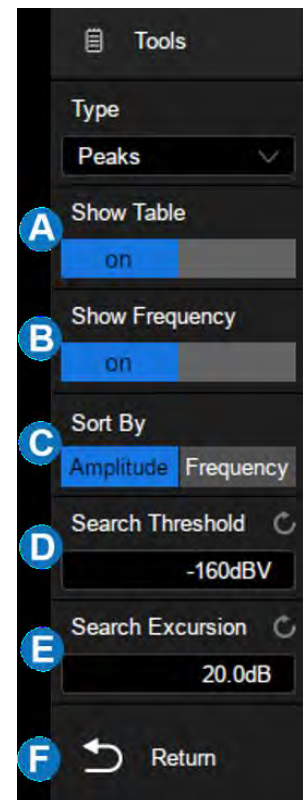 Tools
Type
Peaks
A
Show Table
on
B
Show Frequency
on
C
Sort By
Amplitude Frequency
D
Search Threshold
-160dBV
E
Search Excursion
20.0dB
F
Return